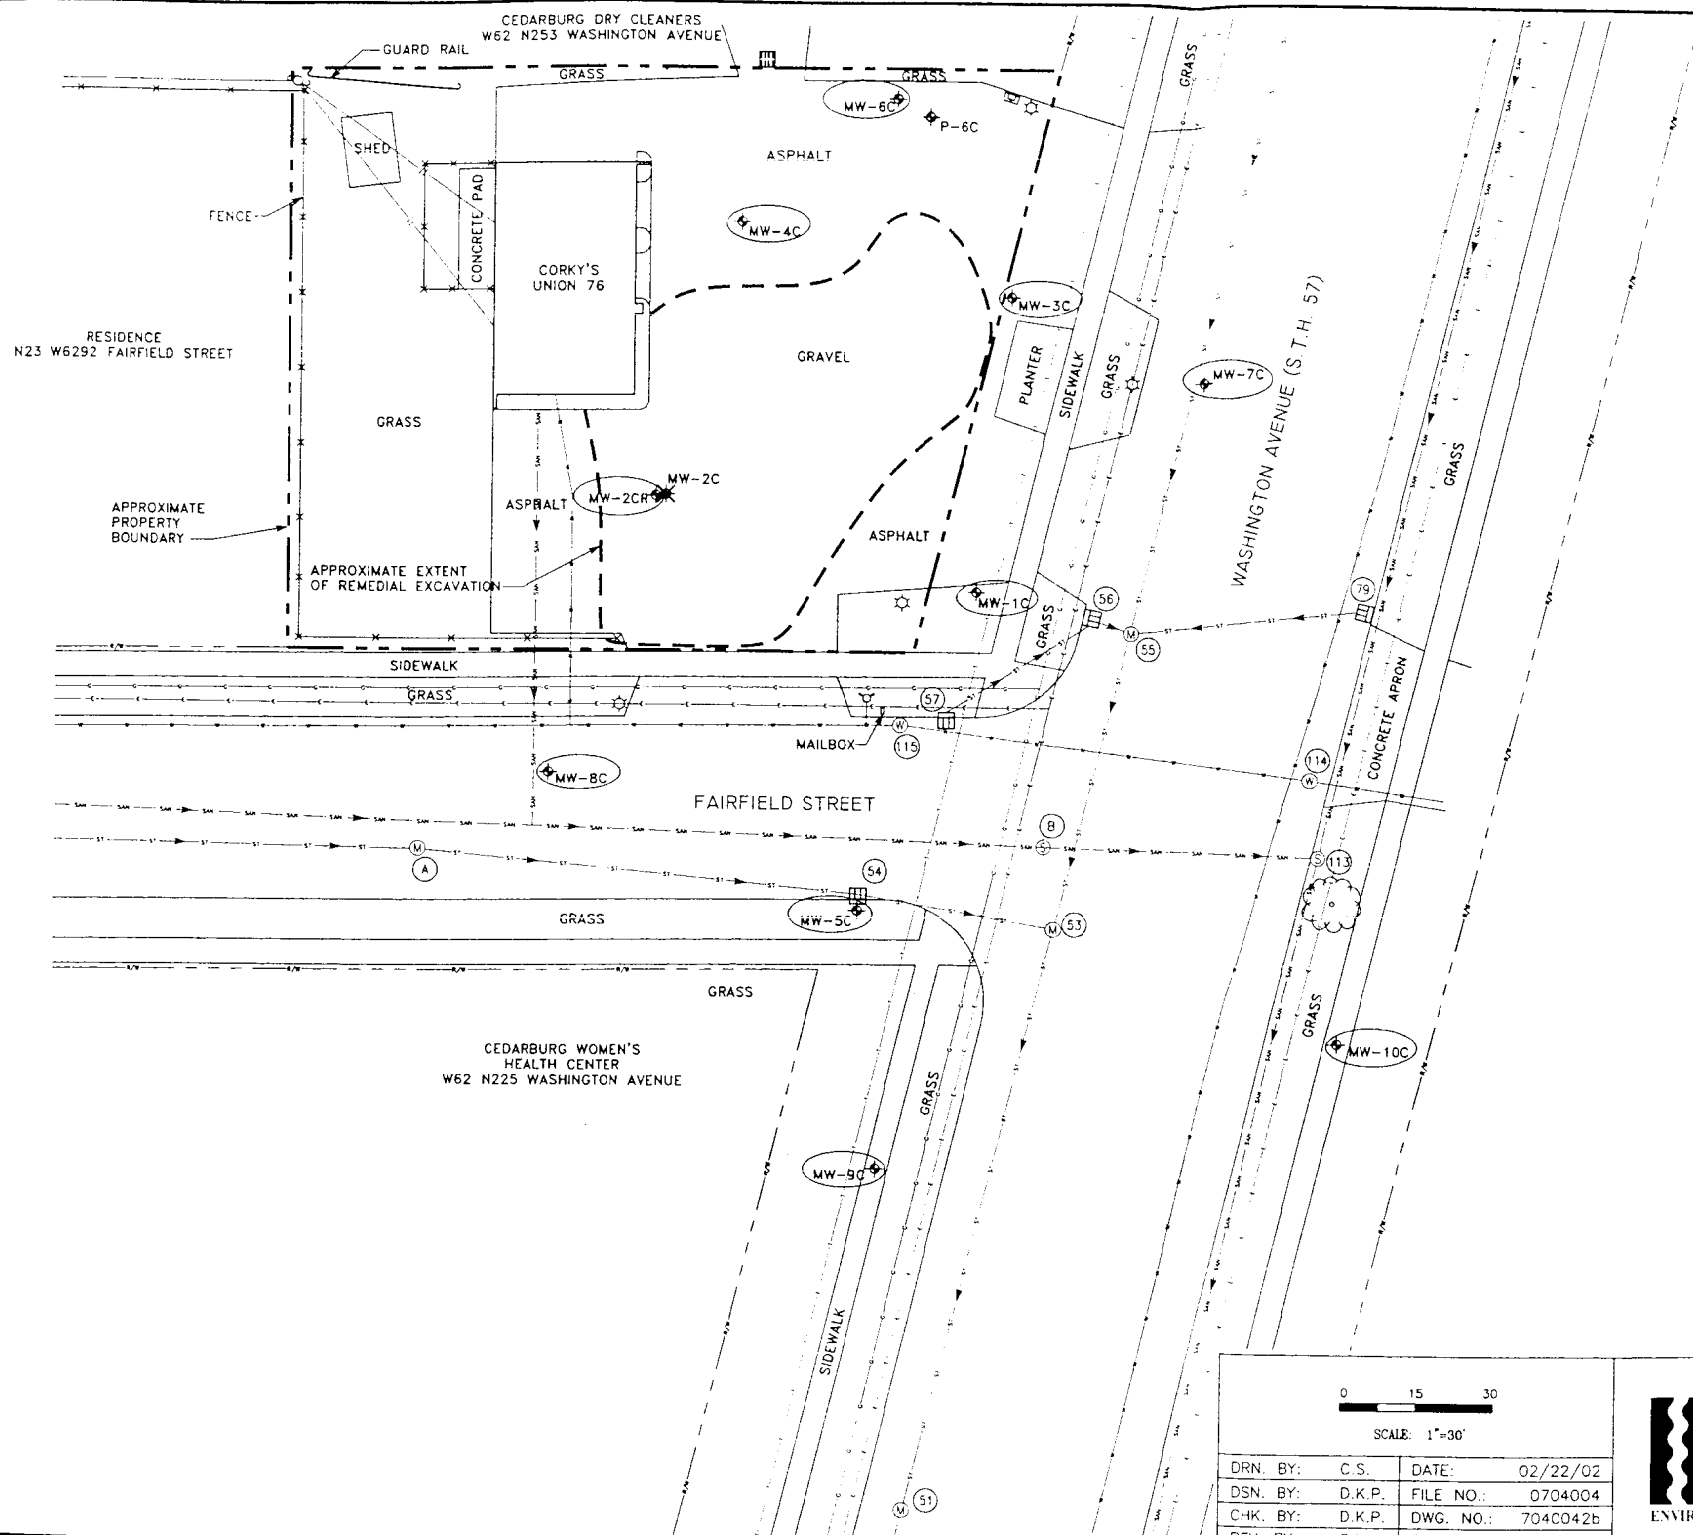 CEDARBURG DRY CLEANERS
W62 N253 WASHINGTON AVENUE
GUARD RAIL
GRASS
GRASS
GRASS
MW-6C
P-6C
ASPHALT
SHED
CONCRETE PAD
FENCE
MW-4C
CORKY'S
UNION 76
MW-3C
RESIDENCE
N23 W6292 FAIRFIELD STREET
GRAVEL
PLANTER
SIDEWALK
GRASS
MW-7C
WASHINGTON AVENUE (S.T.H. 57)
GRASS
GRASS
MW-2C
MW-2CR
ASPHALT
APPROXIMATE
PROPERTY
BOUNDARY
ASPHALT
APPROXIMATE EXTENT
OF REMEDIAL EXCAVATION
MW-1C
GRASS
56
79
M
55
R/W
SIDEWALK
GRASS
57
MAILBOX
W
115
CONCRETE APRON
114
W
MW-8C
FAIRFIELD STREET
B
S
M
A
54
S
113
GRASS
MW-5C
M
53
R/W
R/W
R/W
R/W
GRASS
GRASS
CEDARBURG WOMEN'S
HEALTH CENTER
W62 N225 WASHINGTON AVENUE
MW-10C
GRASS
MW-9C
SIDEWALK
M
51
0 15 30
SCALE: 1"=30'
DRN. BY: C.S. DATE: 02/22/02
DSN. BY: D.K.P. FILE NO.: 0704004
CHK. BY: D.K.P. DWG. NO.: 7040042b
ENVIR